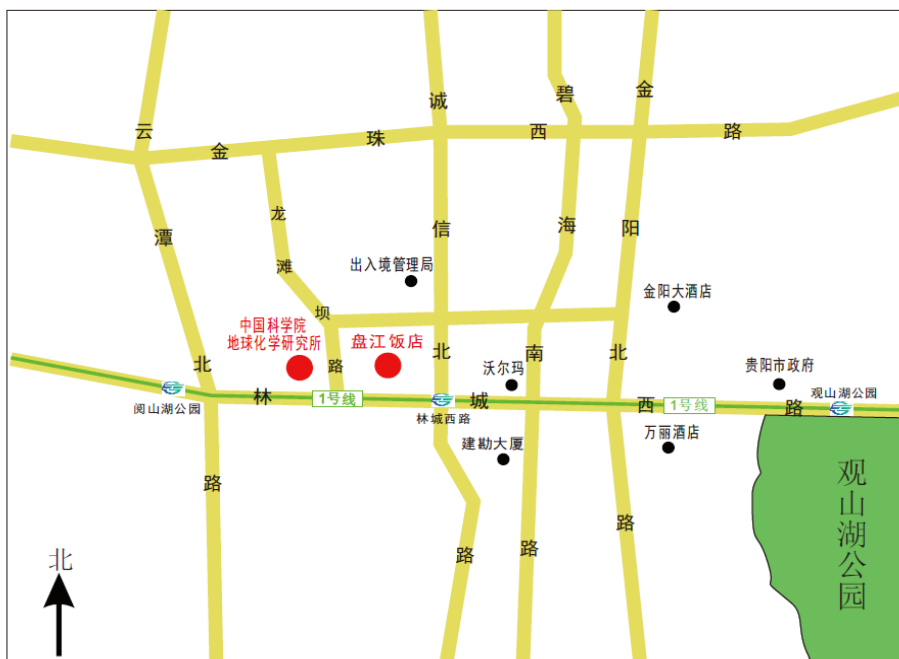 云潭北路
金珠西路
诚信北路
碧海南路
金阳北路
龙滩坝路
出入境管理局
金阳大酒店
中国科学院
地球化学研究所
盘江饭店
沃尔玛
贵阳市政府
阅山湖公园
林城西路
1号线
林城西路
1号线
观山湖公园
建勘大厦
万丽酒店
观山湖公园
北